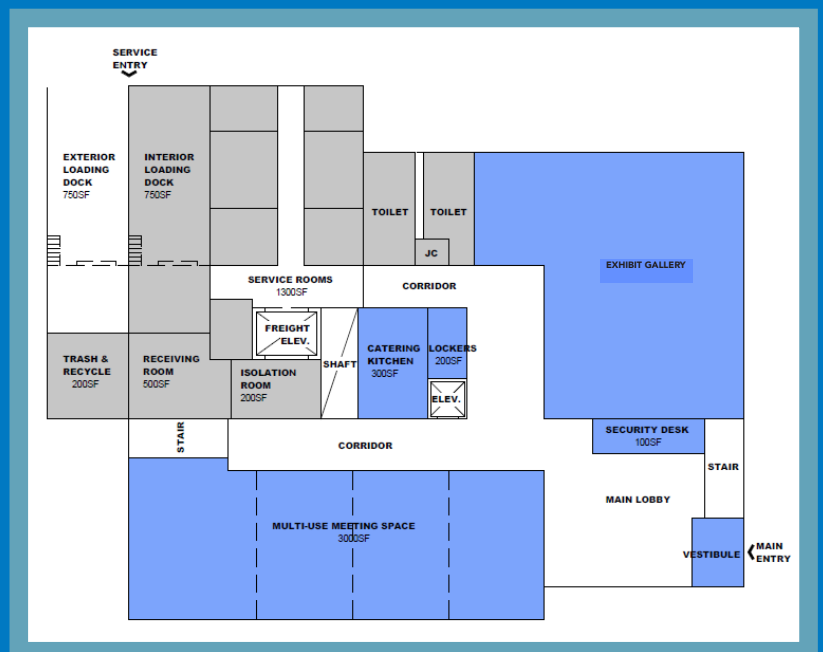 SERVICE
ENTRY
EXTERIOR
LOADING
DOCK
750SF
INTERIOR
LOADING
DOCK
750SF
TOILET
TOILET
JC
EXHIBIT GALLERY
SERVICE ROOMS
1300SF
CORRIDOR
FREIGHT
ELEV.
SHAFT
CATERING
KITCHEN
300SF
LOCKERS
200SF
TRASH &
RECYCLE
200SF
RECEIVING
ROOM
500SF
ISOLATION
ROOM
200SF
ELEV.
STAIR
CORRIDOR
SECURITY DESK
100SF
STAIR
MAIN LOBBY
MULTI-USE MEETING SPACE
3000SF
VESTIBULE
MAIN
ENTRY